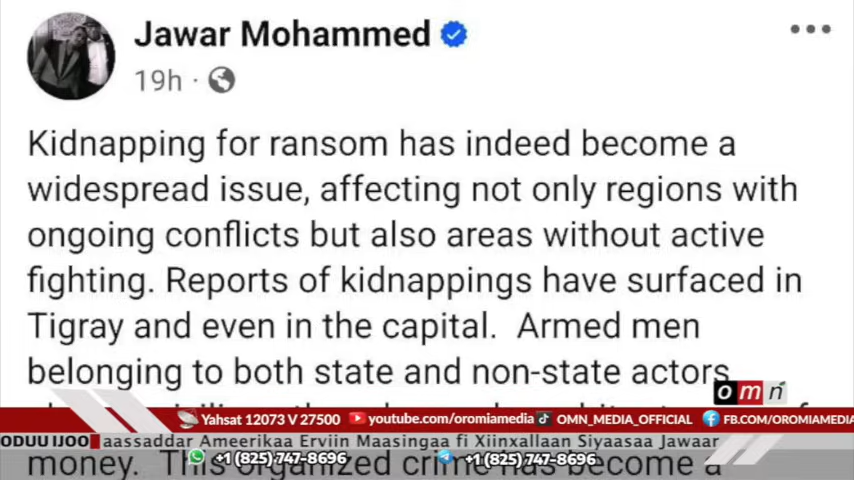 Jawar Mohammed
19h ·
Kidnapping for ransom has indeed become a
widespread issue, affecting not only regions with
ongoing conflicts but also areas without active
fighting. Reports of kidnappings have surfaced in
Tigray and even in the capital. Armed men
belonging to both state and non-state actors
omn
Yahsat 12073 V 27500 youtube.com/oromiamedia OMN_MEDIA_OFFICIAL FB.COM/OROMIAMEDIA
ODUU IJOO aassaddar Ameerikaa Erviin Maasingaa fi Xiinxallaan Siyaasaa Jawaar
money. This organized crime has become a
+1 (825) 747-8696 +1 (825) 747-8696